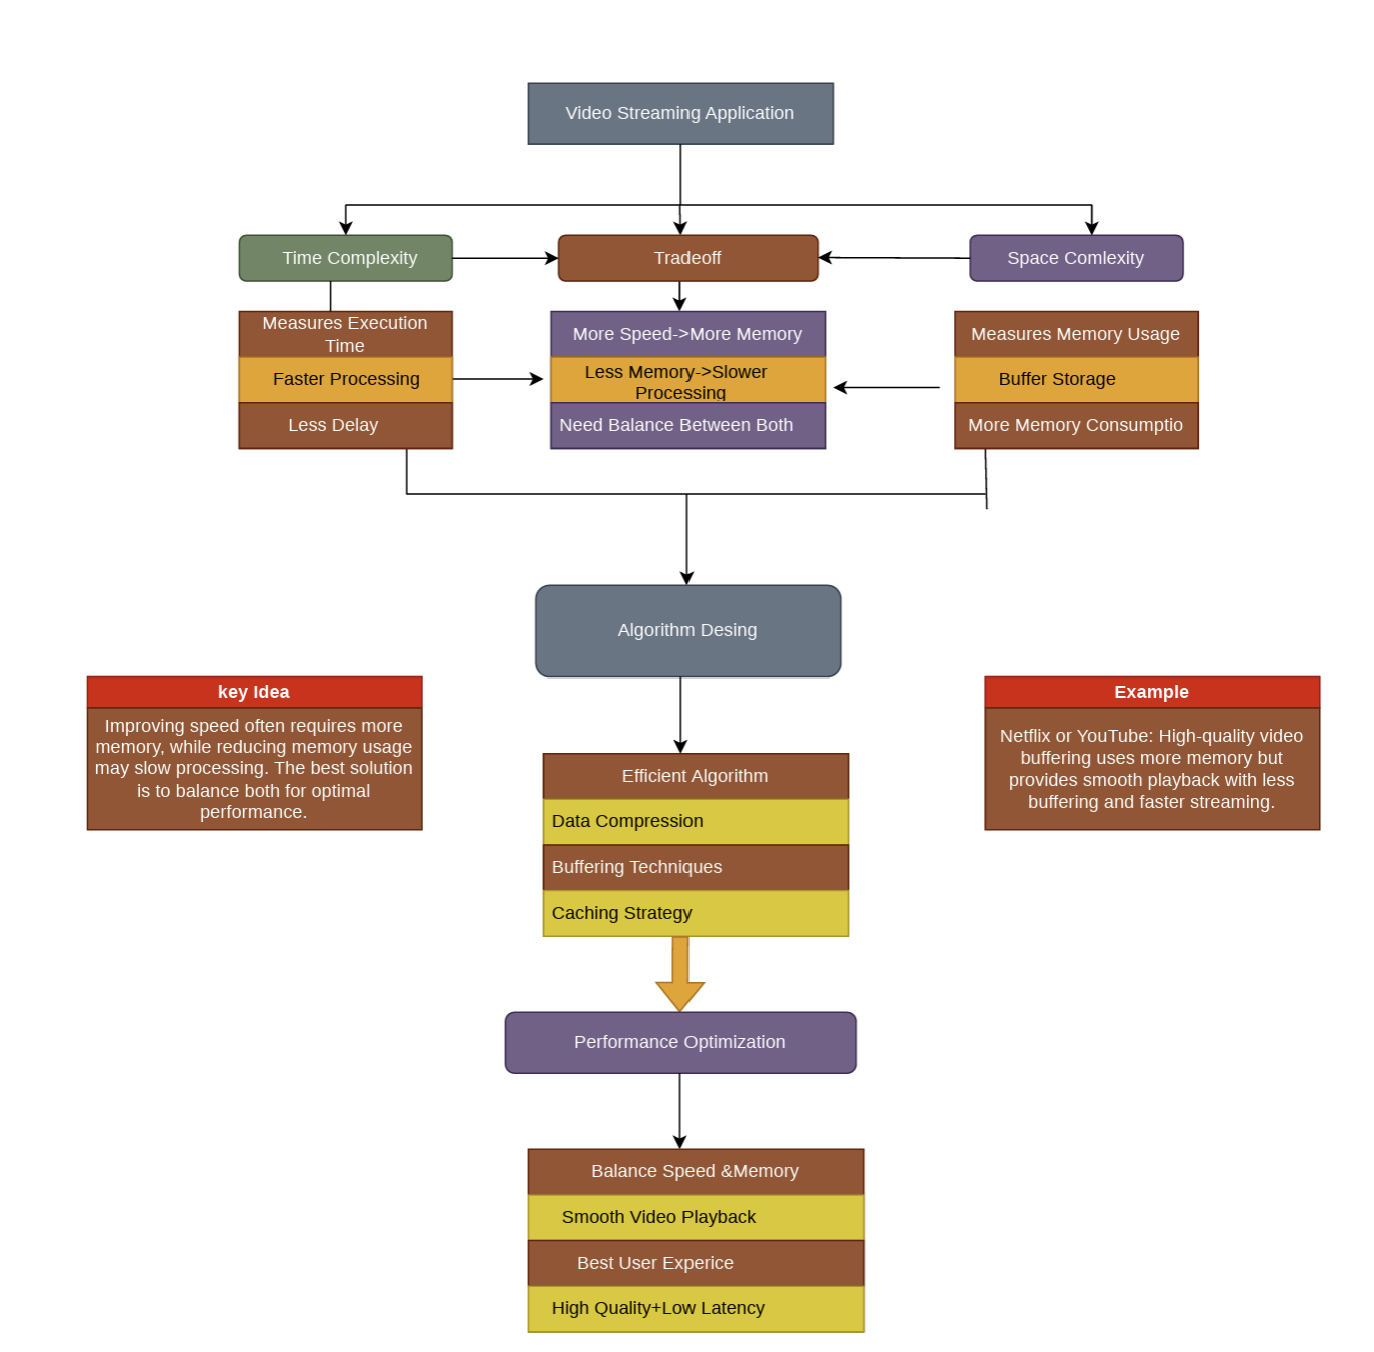 Video Streaming Application
Time Complexity
Tradeoff
Space Comlexity
Measures Execution
Time
Faster Processing
Less Delay
More Speed->More Memory
Less Memory->Slower
Processing
Need Balance Between Both
Measures Memory Usage
Buffer Storage
More Memory Consumptio
Algorithm Desing
key Idea
Improving speed often requires more
memory, while reducing memory usage
may slow processing. The best solution
is to balance both for optimal
performance.
Example
Netflix or YouTube: High-quality video
buffering uses more memory but
provides smooth playback with less
buffering and faster streaming.
Efficient Algorithm
Data Compression
Buffering Techniques
Caching Strategy
Performance Optimization
Balance Speed &Memory
Smooth Video Playback
Best User Experice
High Quality+Low Latency